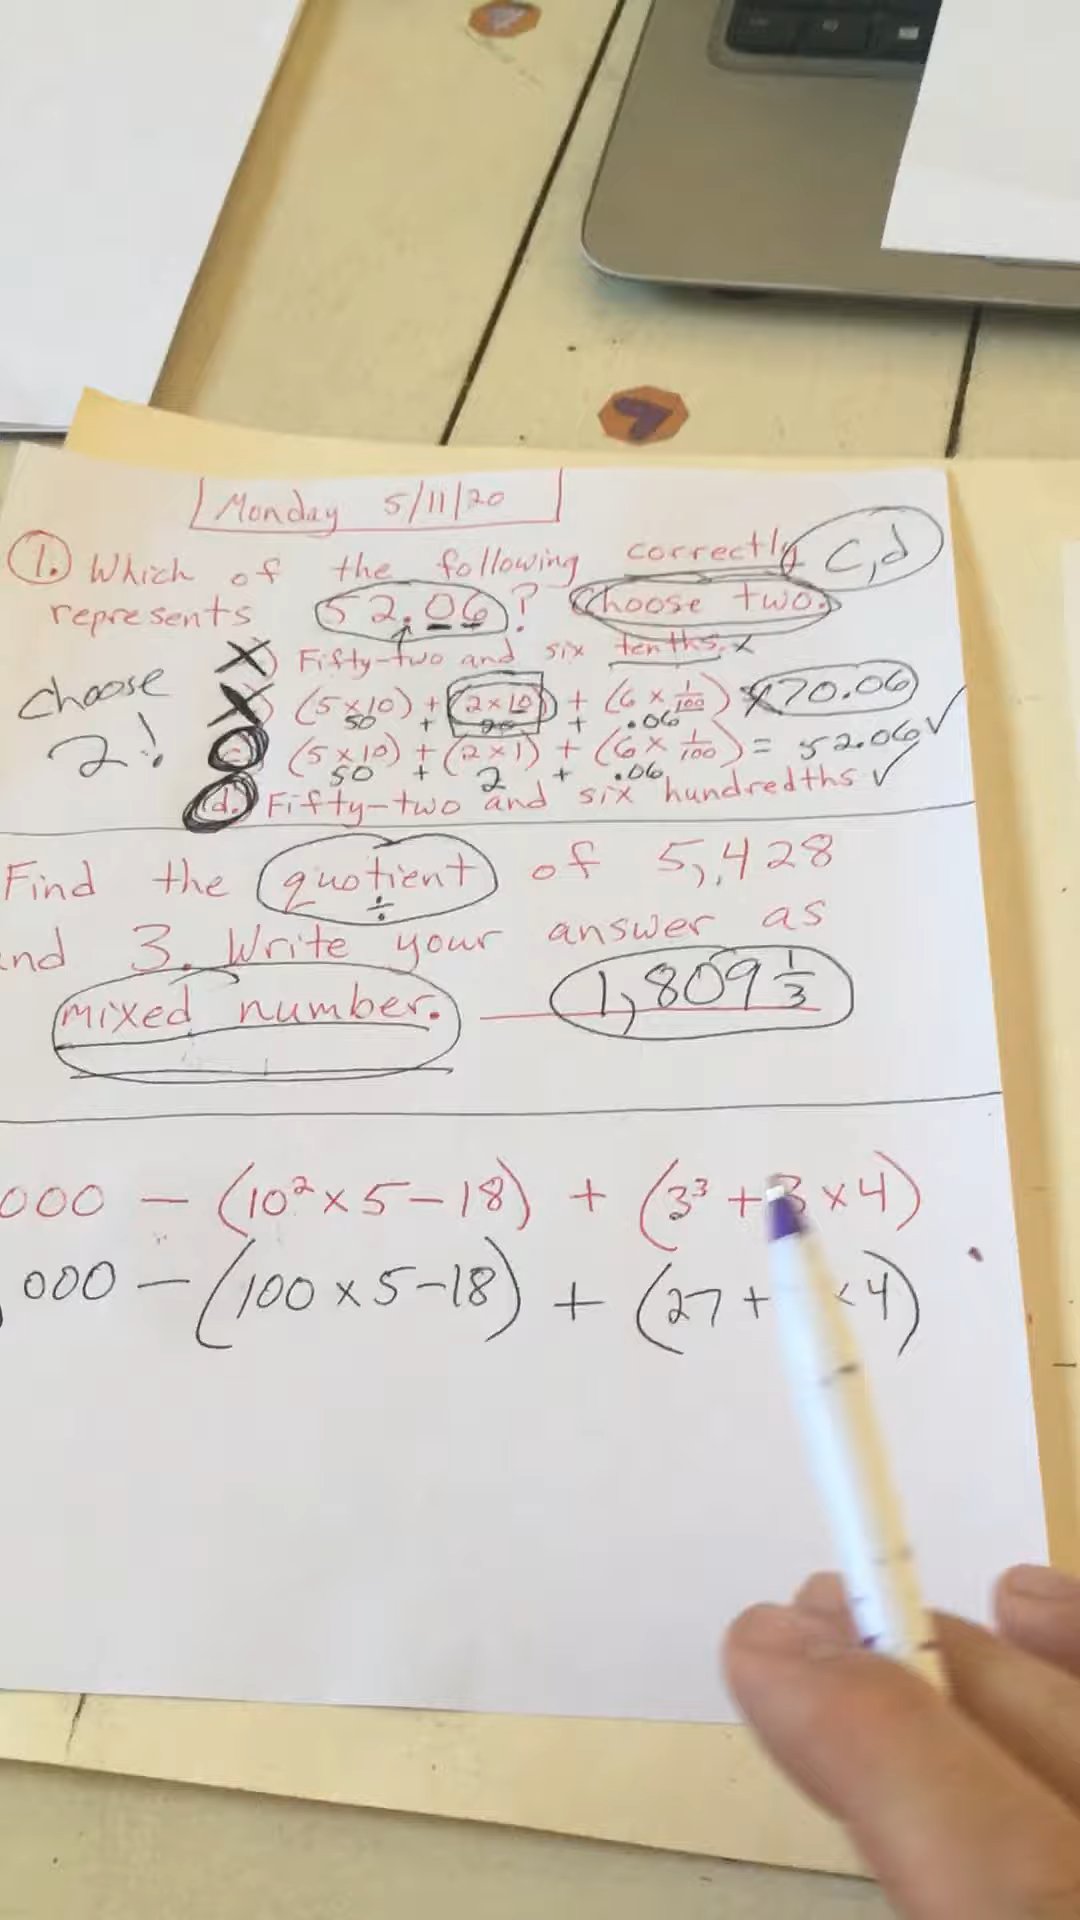 Monday 5/11/20
1. Which of the following correctly C,d
represents 52.06? Choose two.
X) Fifty-two and six tenths. x
choose 2!
X) (5×10) + (2×10) + (6 × 1/100) x 70.06
50 + 20 + .06
c. (5×10) + (2×1) + (6 × 1/100) = 52.06 ✓
50 + 2 + .06
d. Fifty-two and six hundredths ✓
Find the quotient of 5,428
÷
and 3. Write your answer as
mixed number. 1,809 1/3
000 — (10² × 5 - 18) + (3³ + 3 × 4)
,000 — (100 × 5 - 18) + (27 + × 4)